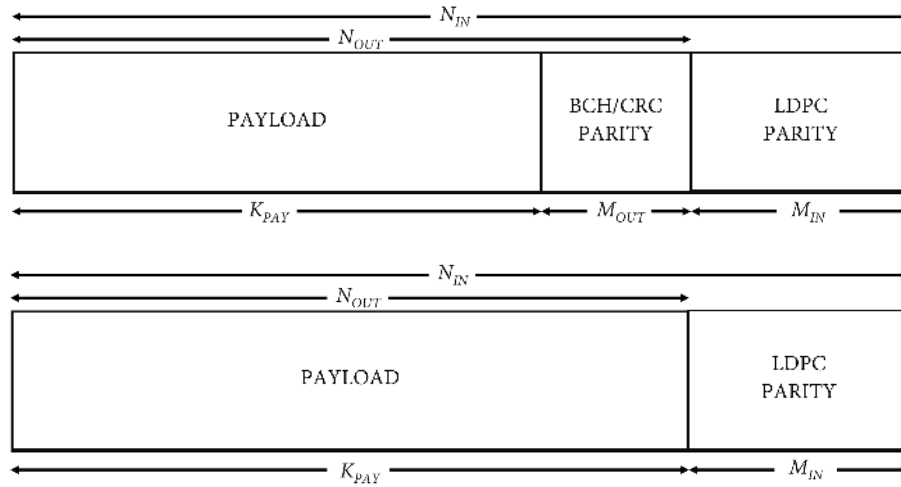 N_IN
N_OUT
PAYLOAD
BCH/CRC
PARITY
LDPC
PARITY
K_PAY
M_OUT
M_IN
N_IN
N_OUT
PAYLOAD
LDPC
PARITY
K_PAY
M_IN